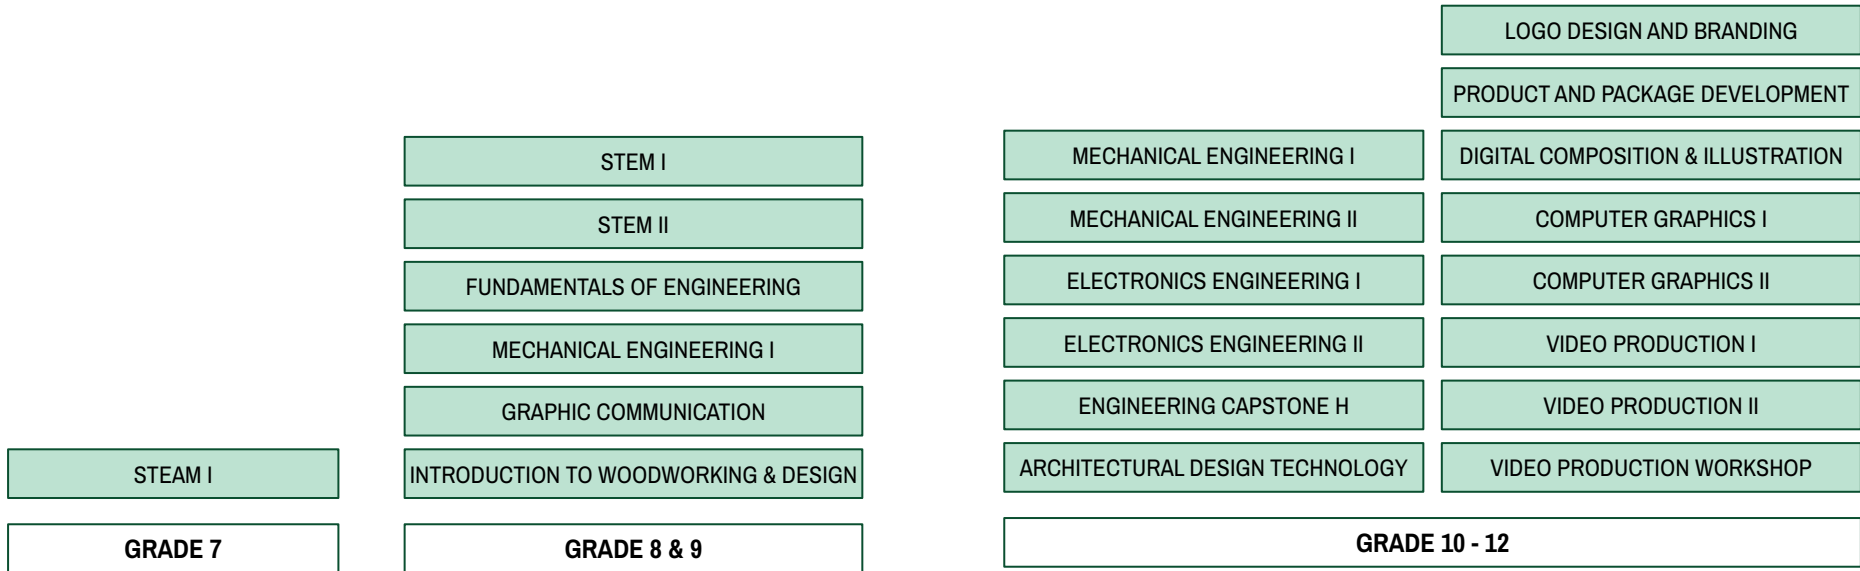 LOGO DESIGN AND BRANDING
PRODUCT AND PACKAGE DEVELOPMENT
STEM I
MECHANICAL ENGINEERING I
DIGITAL COMPOSITION & ILLUSTRATION
STEM II
MECHANICAL ENGINEERING II
COMPUTER GRAPHICS I
FUNDAMENTALS OF ENGINEERING
ELECTRONICS ENGINEERING I
COMPUTER GRAPHICS II
MECHANICAL ENGINEERING I
ELECTRONICS ENGINEERING II
VIDEO PRODUCTION I
GRAPHIC COMMUNICATION
ENGINEERING CAPSTONE H
VIDEO PRODUCTION II
STEAM I
INTRODUCTION TO WOODWORKING & DESIGN
ARCHITECTURAL DESIGN TECHNOLOGY
VIDEO PRODUCTION WORKSHOP
GRADE 7
GRADE 8 & 9
GRADE 10 - 12